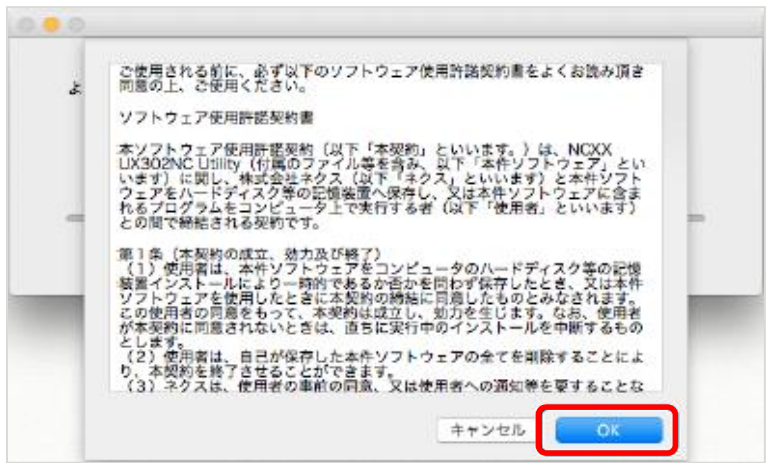 よ
ご使用される前に、必ず以下のソフトウェア使用許諾契約書をよくお読み頂き
同意の上、ご使用ください。
ソフトウェア使用許諾契約書
本ソフトウェア使用許諾契約（以下「本契約」といいます。）は、NCXX
UX302NC Utility（付属のファイル等を含み、以下「本件ソフトウェア」とい
います）に関し、株式会社ネクス（以下「ネクス」といいます）と本件ソフト
ウェアをハードディスク等の記憶装置へ保存し、又は本件ソフトウェアに含ま
れるプログラムをコンピュータ上で実行する者（以下「使用者」といいます）
との間で締結される契約です。
第１条（本契約の成立、効力及び終了）
（１）使用者は、本件ソフトウェアをコンピュータのハードディスク等の記憶
装置インストールにより一時的であるか否かを問わず保存したとき、又は本件
ソフトウェアを使用したときに本契約の締結に同意したものとみなされます。
この使用者の同意をもって、本契約は成立し、効力を生じます。なお、使用者
が本契約に同意されないときは、直ちに実行中のインストールを中断するもの
とします。
（２）使用者は、自己が保存した本件ソフトウェアの全てを削除することによ
り、本契約を終了させることができます。
（３）ネクスは、使用者の事前の同意、又は使用者への通知等を要することな
キャンセル OK